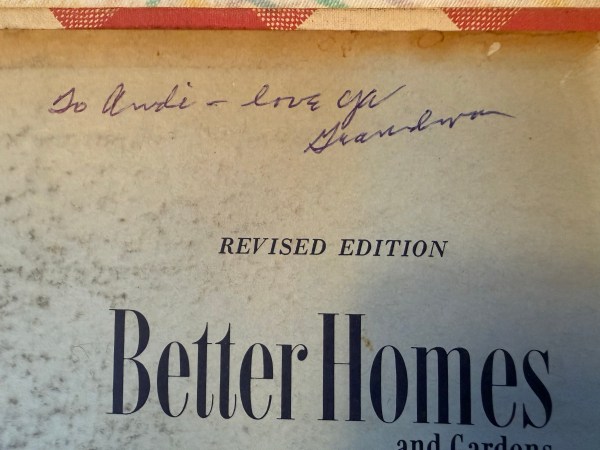 To Andi - love ya
Grandma
REVISED EDITION
Better Homes
and Gardens